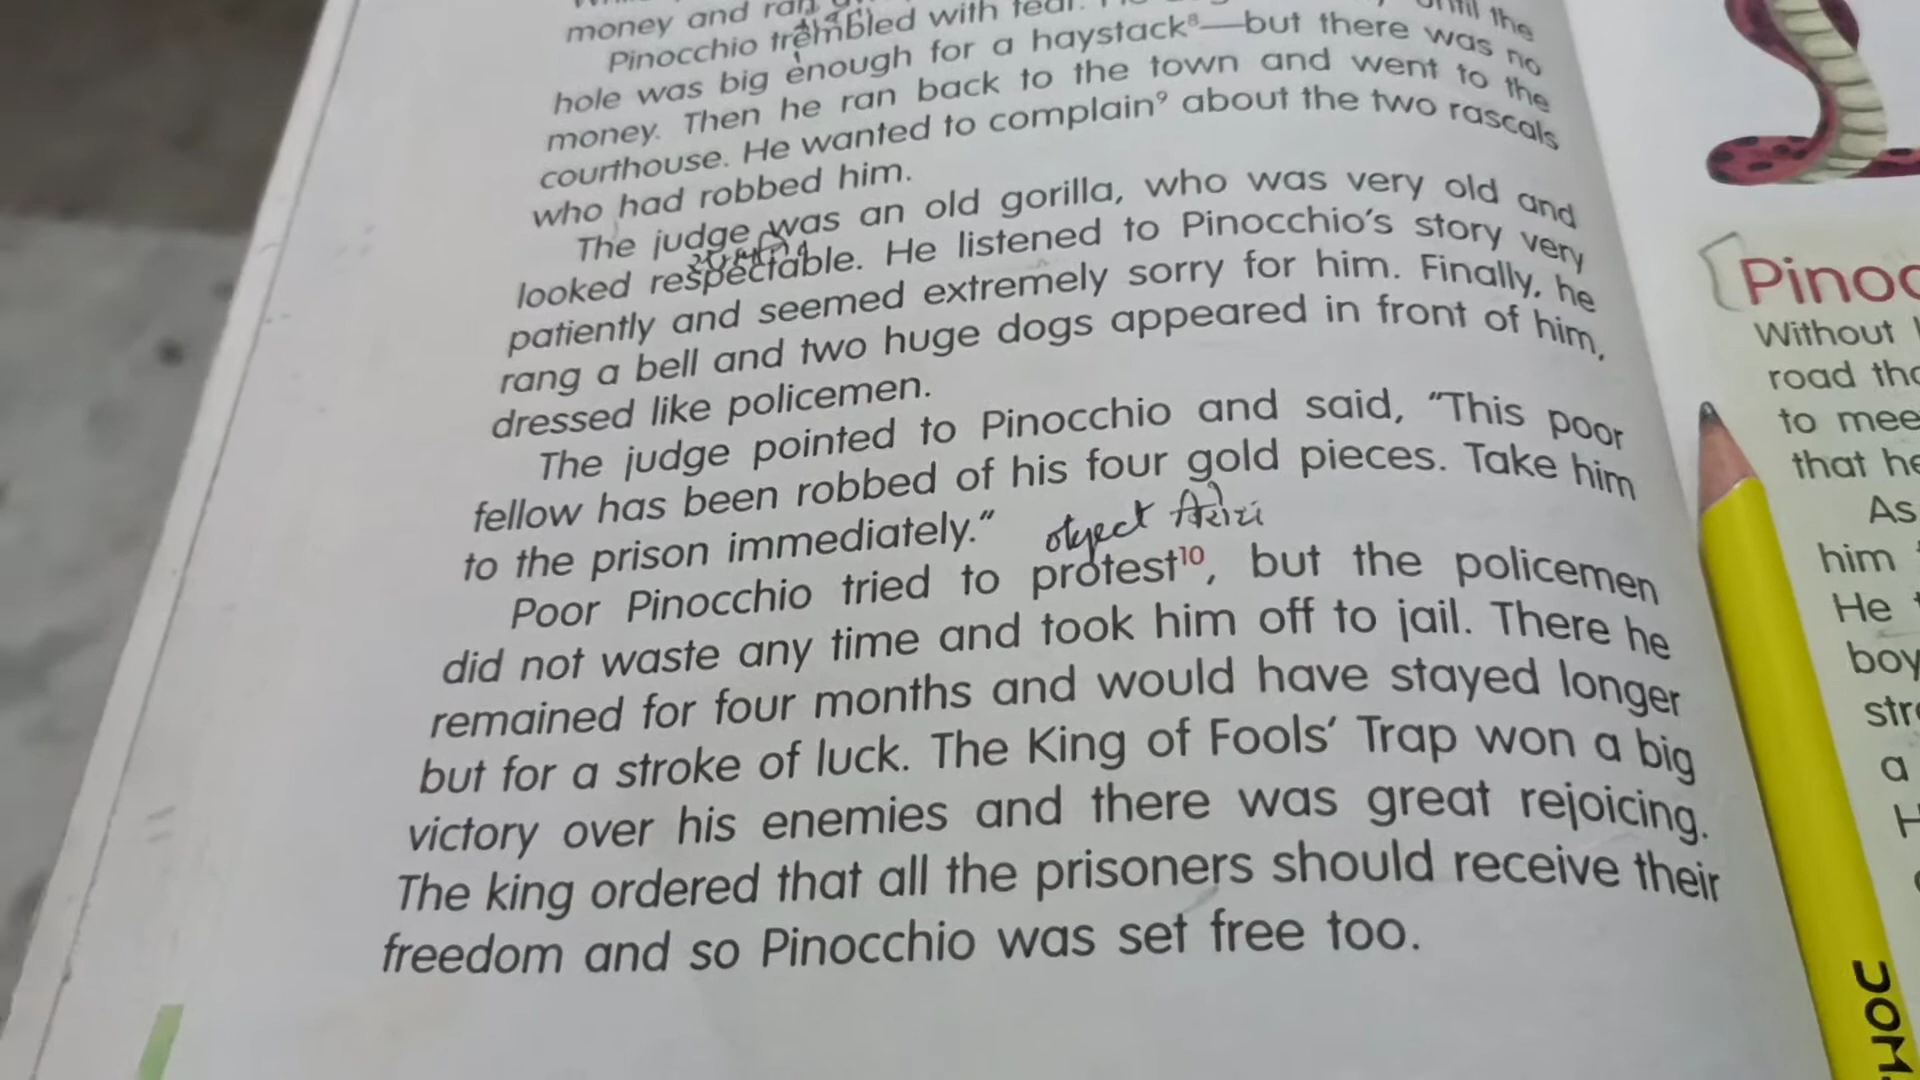 money and ran
Pinocchio trembled with fear.
until the
hole was big enough for a haystack⁸—but there was no
money. Then he ran back to the town and went to the
courthouse. He wanted to complain⁹ about the two rascals
who had robbed him.
The judge was an old gorilla, who was very old and
looked respectable. He listened to Pinocchio's story very
patiently and seemed extremely sorry for him. Finally, he
rang a bell and two huge dogs appeared in front of him,
dressed like policemen.
The judge pointed to Pinocchio and said, "This poor
fellow has been robbed of his four gold pieces. Take him
to the prison immediately."
object
Poor Pinocchio tried to protest¹⁰, but the policemen
did not waste any time and took him off to jail. There he
remained for four months and would have stayed longer
but for a stroke of luck. The King of Fools' Trap won a big
victory over his enemies and there was great rejoicing.
The king ordered that all the prisoners should receive their
freedom and so Pinocchio was set free too.
Pinoc
Without
road tha
to mee
that he
As
him
He
boy
str
a
H